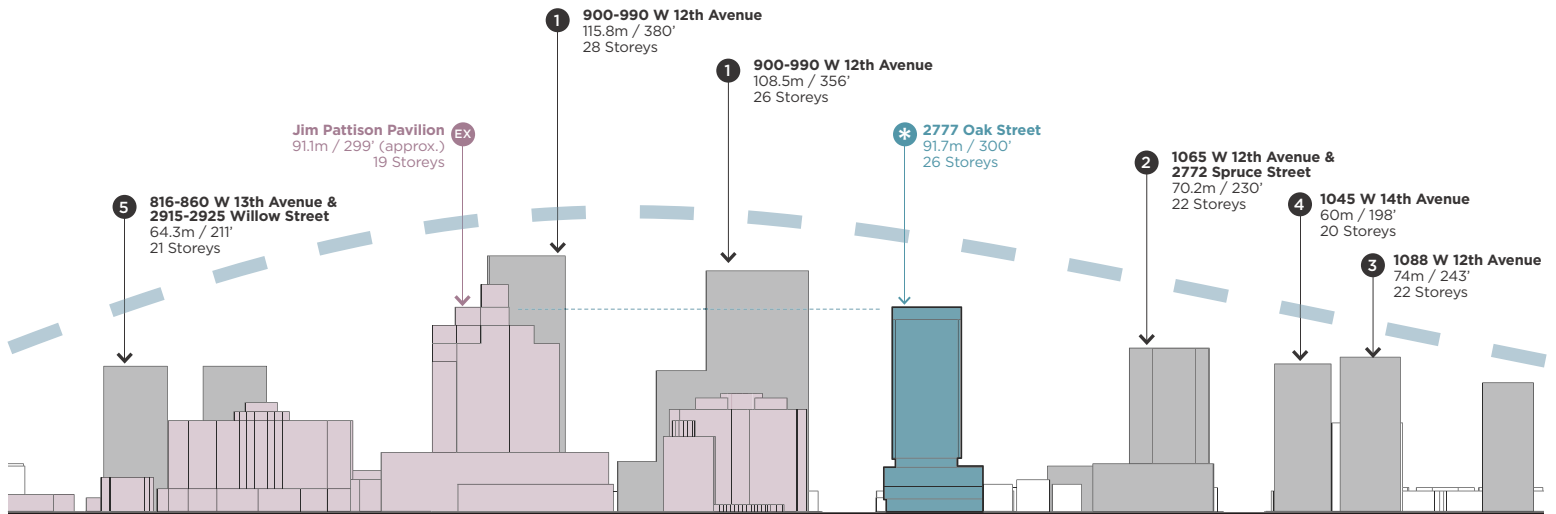 1
900-990 W 12th Avenue
115.8m / 380’
28 Storeys
1
900-990 W 12th Avenue
108.5m / 356’
26 Storeys
Jim Pattison Pavilion
91.1m / 299’ (approx.)
19 Storeys
EX
*
2777 Oak Street
91.7m / 300’
26 Storeys
2
1065 W 12th Avenue &
2772 Spruce Street
70.2m / 230’
22 Storeys
5
816-860 W 13th Avenue &
2915-2925 Willow Street
64.3m / 211’
21 Storeys
4
1045 W 14th Avenue
60m / 198’
20 Storeys
3
1088 W 12th Avenue
74m / 243’
22 Storeys